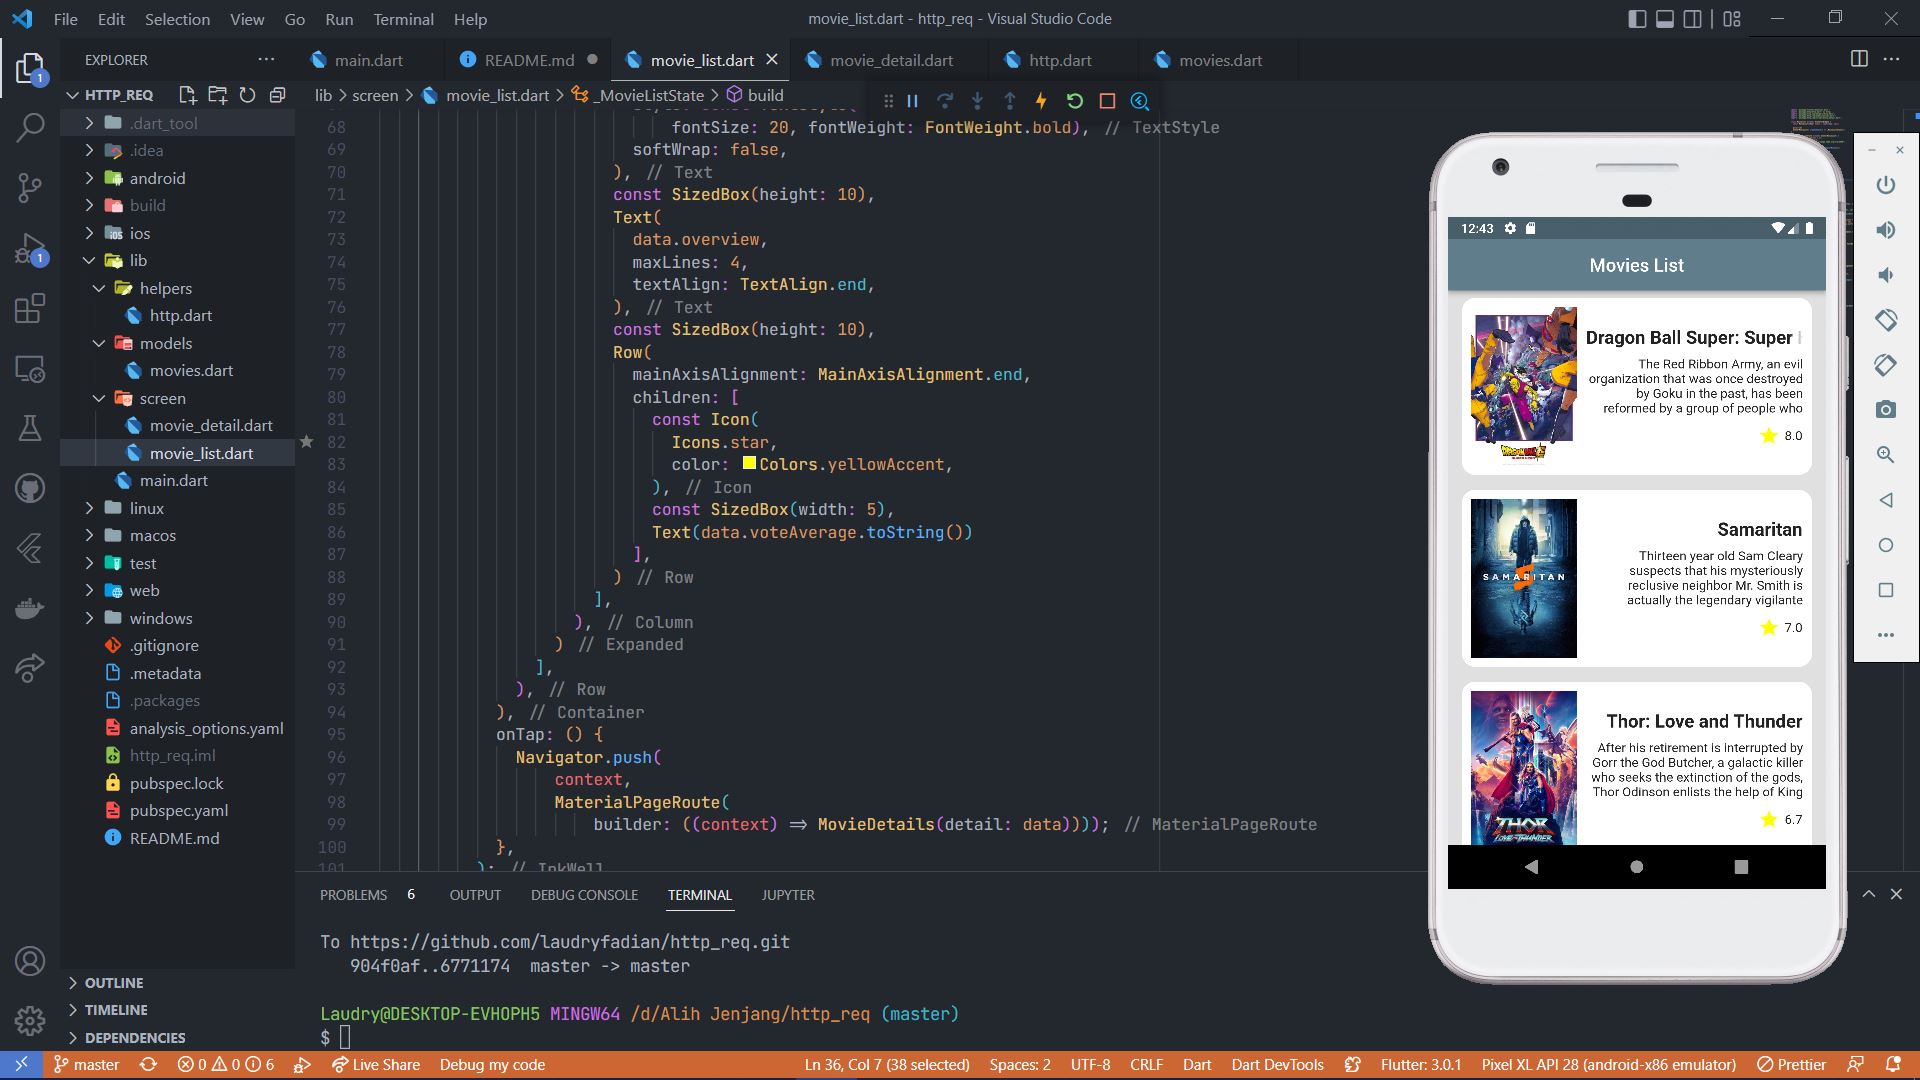 File Edit Selection View Go Run Terminal Help
movie_list.dart - http_req - Visual Studio Code
EXPLORER
main.dart README.md movie_list.dart movie_detail.dart http.dart movies.dart
HTTP_REQ
lib > screen > movie_list.dart > _MovieListState > build
.dart_tool
.idea
android
build
ios
lib
helpers
http.dart
models
movies.dart
screen
movie_detail.dart
movie_list.dart
main.dart
linux
macos
test
web
windows
.gitignore
.metadata
.packages
analysis_options.yaml
http_req.iml
pubspec.lock
pubspec.yaml
README.md
OUTLINE
TIMELINE
DEPENDENCIES
1
1
68 fontSize: 20, fontWeight: FontWeight.bold), // TextStyle
69 softWrap: false,
70 ), // Text
71 const SizedBox(height: 10),
72 Text(
73 data.overview,
74 maxLines: 4,
75 textAlign: TextAlign.end,
76 ), // Text
77 const SizedBox(height: 10),
78 Row(
79 mainAxisAlignment: MainAxisAlignment.end,
80 children: [
81 const Icon(
82 Icons.star,
83 color: Colors.yellowAccent,
84 ), // Icon
85 const SizedBox(width: 5),
86 Text(data.voteAverage.toString())
87 ],
88 ) // Row
89 ],
90 ), // Column
91 ) // Expanded
92 ],
93 ), // Row
94 ), // Container
95 onTap: () {
96 Navigator.push(
97 context,
98 MaterialPageRoute(
99 builder: ((context) => MovieDetails(detail: data)))); // MaterialPageRoute
100 },
101 ); // InkWell
PROBLEMS 6 OUTPUT DEBUG CONSOLE TERMINAL JUPYTER
To https://github.com/laudryfadian/http_req.git
904f0af..6771174 master -> master
Laudry@DESKTOP-EVHOPH5 MINGW64 /d/Alih Jenjang/http_req (master)
$
12:43
Movies List
Dragon Ball Super: Super
The Red Ribbon Army, an evil
organization that was once destroyed
by Goku in the past, has been
reformed by a group of people who
8.0
SAMARITAN
Samaritan
Thirteen year old Sam Cleary
suspects that his mysteriously
reclusive neighbor Mr. Smith is
actually the legendary vigilante
7.0
THOR
LOVE AND THUNDER
Thor: Love and Thunder
After his retirement is interrupted by
Gorr the God Butcher, a galactic killer
who seeks the extinction of the gods,
Thor Odinson enlists the help of King
6.7
master 0 0 6 Live Share Debug my code Ln 36, Col 7 (38 selected) Spaces: 2 UTF-8 CRLF Dart Dart DevTools Flutter: 3.0.1 Pixel XL API 28 (android-x86 emulator) Prettier